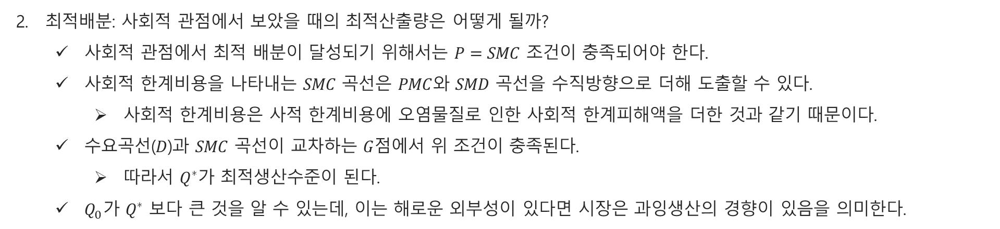 2. 최적배분: 사회적 관점에서 보았을 때의 최적산출량은 어떻게 될까?
✓ 사회적 관점에서 최적 배분이 달성되기 위해서는 P = SMC 조건이 충족되어야 한다.
✓ 사회적 한계비용을 나타내는 SMC 곡선은 PMC와 SMD 곡선을 수직방향으로 더해 도출할 수 있다.
➢ 사회적 한계비용은 사적 한계비용에 오염물질로 인한 사회적 한계피해액을 더한 것과 같기 때문이다.
✓ 수요곡선(D)과 SMC 곡선이 교차하는 G점에서 위 조건이 충족된다.
➢ 따라서 Q*가 최적생산수준이 된다.
✓ Q₀가 Q* 보다 큰 것을 알 수 있는데, 이는 해로운 외부성이 있다면 시장은 과잉생산의 경향이 있음을 의미한다.